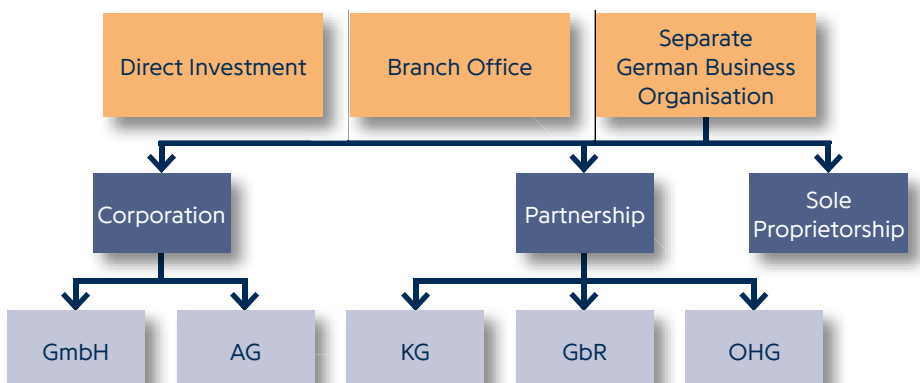 Direct Investment
Branch Office
Separate
German Business
Organisation
Corporation
Partnership
Sole
Proprietorship
GmbH
AG
KG
GbR
OHG